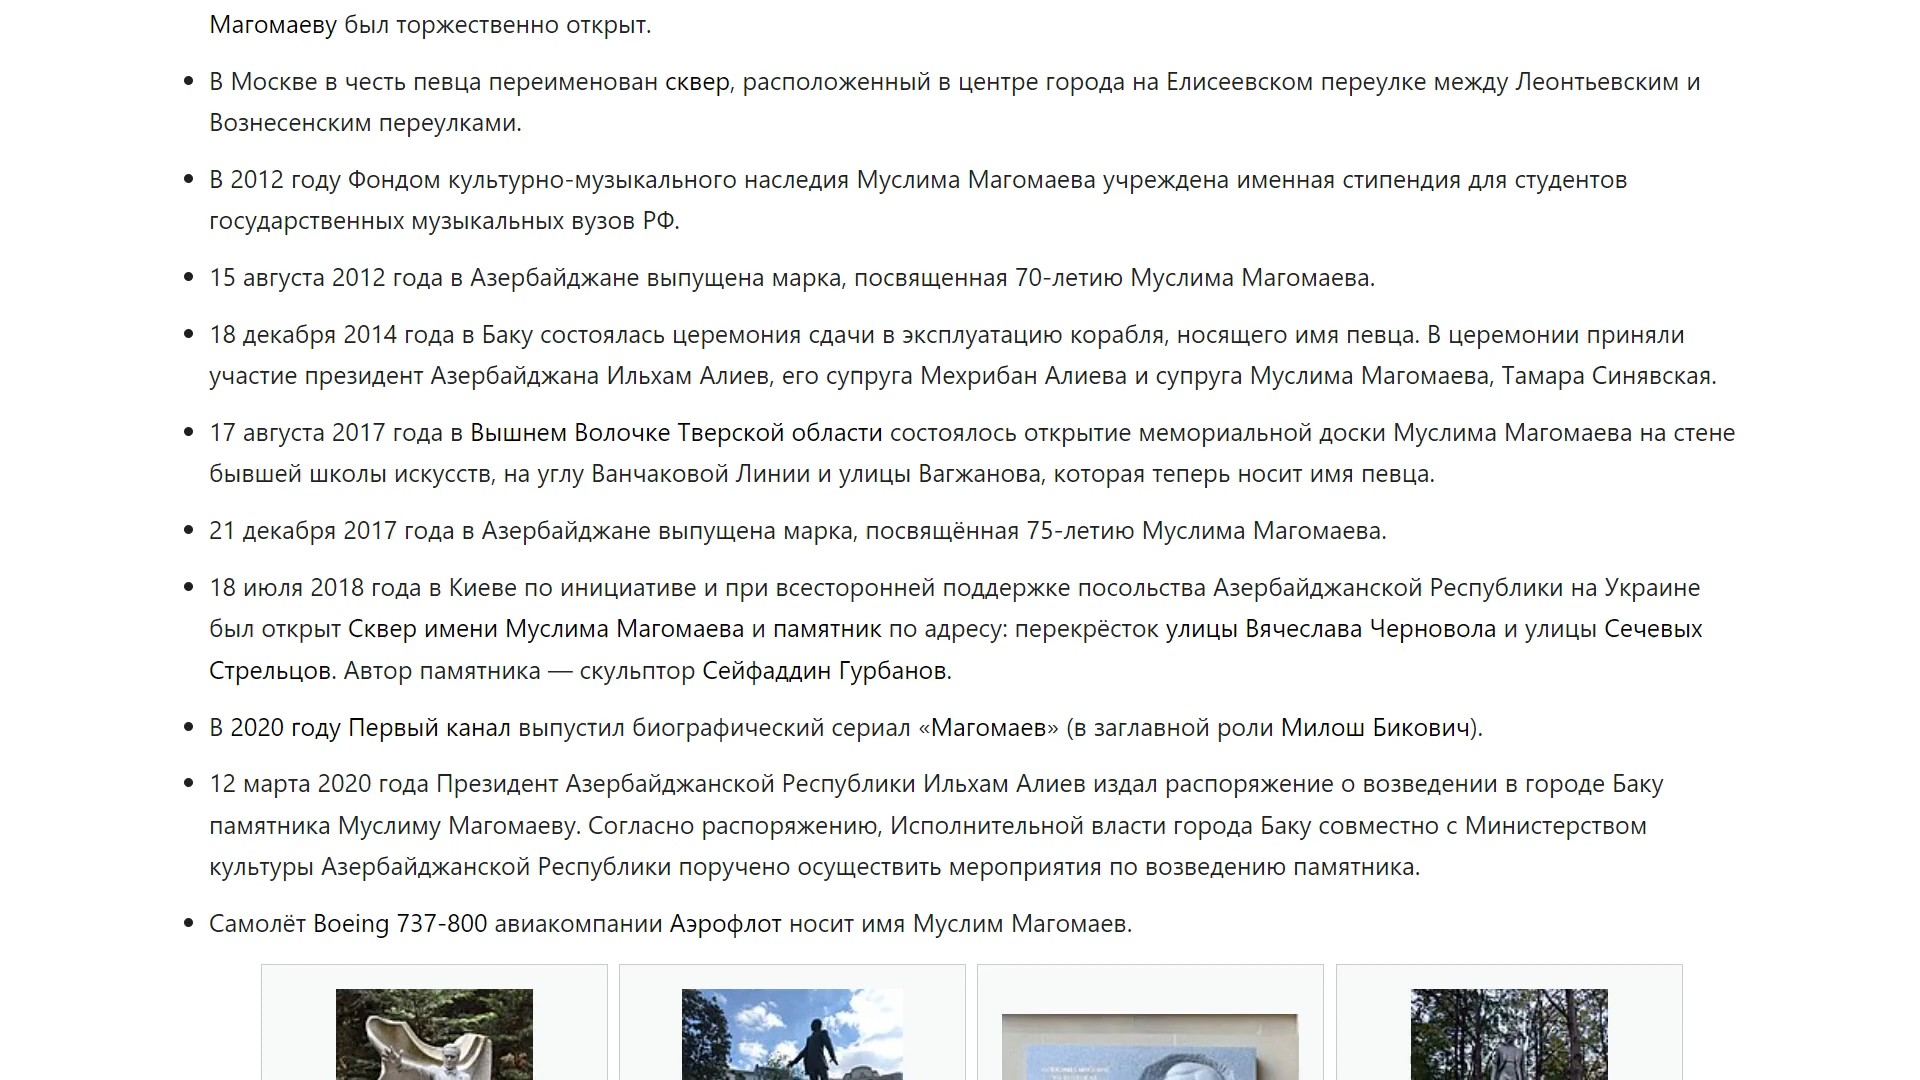 Магомаеву был торжественно открыт.
В Москве в честь певца переименован сквер, расположенный в центре города на Елисеевском переулке между Леонтьевским и
Вознесенским переулками.
В 2012 году Фондом культурно-музыкального наследия Муслима Магомаева учреждена именная стипендия для студентов
государственных музыкальных вузов РФ.
15 августа 2012 года в Азербайджане выпущена марка, посвященная 70-летию Муслима Магомаева.
18 декабря 2014 года в Баку состоялась церемония сдачи в эксплуатацию корабля, носящего имя певца. В церемонии приняли
участие президент Азербайджана Ильхам Алиев, его супруга Мехрибан Алиева и супруга Муслима Магомаева, Тамара Синявская.
17 августа 2017 года в Вышнем Волочке Тверской области состоялось открытие мемориальной доски Муслима Магомаева на стене
бывшей школы искусств, на углу Ванчаковой Линии и улицы Вагжанова, которая теперь носит имя певца.
21 декабря 2017 года в Азербайджане выпущена марка, посвящённая 75-летию Муслима Магомаева.
18 июля 2018 года в Киеве по инициативе и при всесторонней поддержке посольства Азербайджанской Республики на Украине
был открыт Сквер имени Муслима Магомаева и памятник по адресу: перекрёсток улицы Вячеслава Черновола и улицы Сечевых
Стрельцов. Автор памятника — скульптор Сейфаддин Гурбанов.
В 2020 году Первый канал выпустил биографический сериал «Магомаев» (в заглавной роли Милош Бикович).
12 марта 2020 года Президент Азербайджанской Республики Ильхам Алиев издал распоряжение о возведении в городе Баку
памятника Муслиму Магомаеву. Согласно распоряжению, Исполнительной власти города Баку совместно с Министерством
культуры Азербайджанской Республики поручено осуществить мероприятия по возведению памятника.
Самолёт Boeing 737-800 авиакомпании Аэрофлот носит имя Муслим Магомаев.